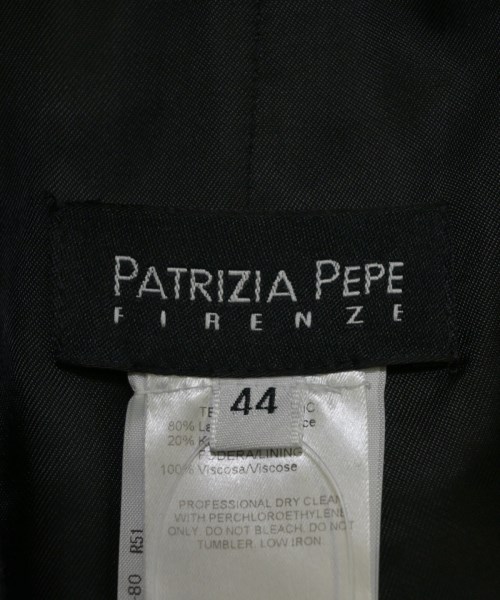 PATRIZIA PEPE
FIRENZE
44
80%
20%
FODERA/LINING
100% Viscosa/Viscose
PROFESSIONAL DRY CLEAN
WITH PERCHLOROETHYLENE
ONLY. DO NOT BLEACH. DO NOT
TUMBLER. LOW IRON.
-80 R51